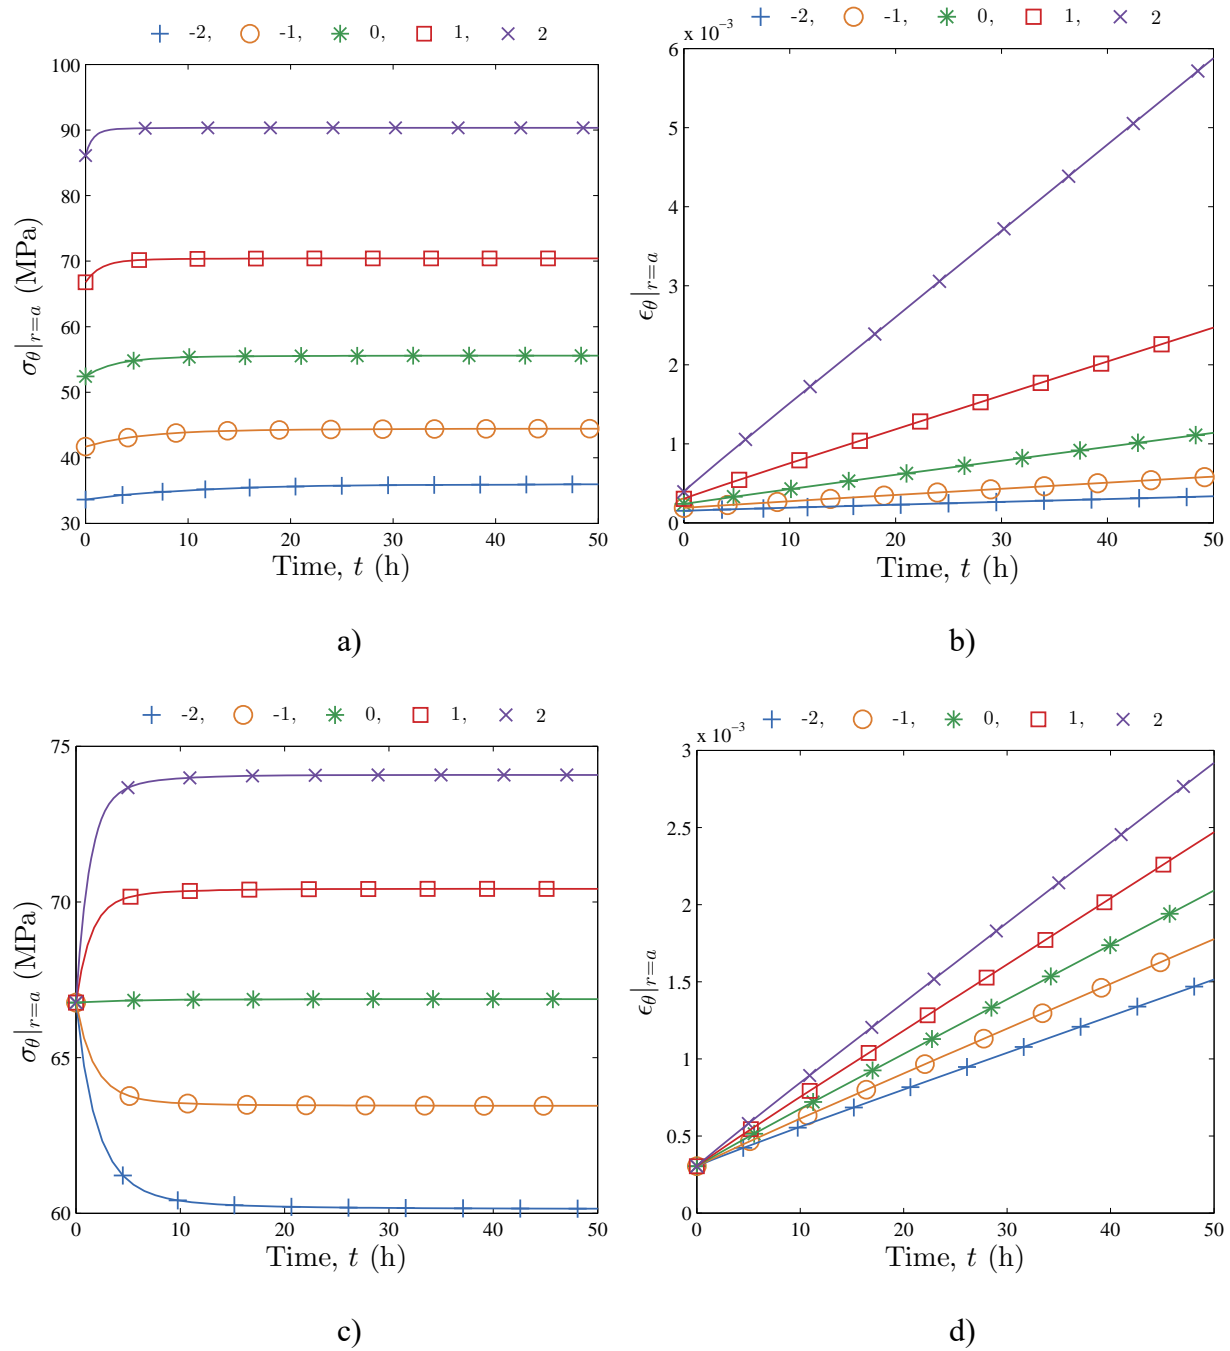 -2, -1, 0, 1, 2
100
90
80
70
60
50
40
30
0 10 20 30 40 50
σθ|r=a (MPa)
Time, t (h)
a)
-2, -1, 0, 1, 2
x 10⁻³
6
5
4
3
2
1
0
0 10 20 30 40 50
ϵθ|r=a
Time, t (h)
b)
-2, -1, 0, 1, 2
75
70
65
60
0 10 20 30 40 50
σθ|r=a (MPa)
Time, t (h)
c)
-2, -1, 0, 1, 2
x 10⁻³
3
2.5
2
1.5
1
0.5
0
0 10 20 30 40 50
ϵθ|r=a
Time, t (h)
d)